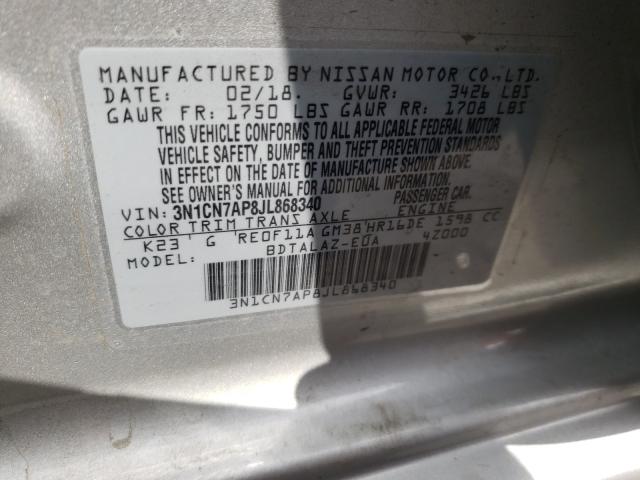 MANUFACTURED BY NISSAN MOTOR CO., LTD.
DATE: 02/18. GVWR: 3426 LBS
GAWR FR: 1750 LBS GAWR RR: 1708 LBS
THIS VEHICLE CONFORMS TO ALL APPLICABLE FEDERAL MOTOR
VEHICLE SAFETY, BUMPER AND THEFT PREVENTION STANDARDS
IN EFFECT ON THE DATE OF MANUFACTURE SHOWN ABOVE.
SEE OWNER'S MANUAL FOR ADDITIONAL INFORMATION
PASSENGER CAR.
VIN: 3N1CN7AP8JL868340
COLOR TRIM TRANS AXLE ENGINE
K23 G RE0F11A GM38 HR16DE 1598 CC
MODEL: BDTALAZ-EUA 4Z000
3N1CN7AP8JL868340